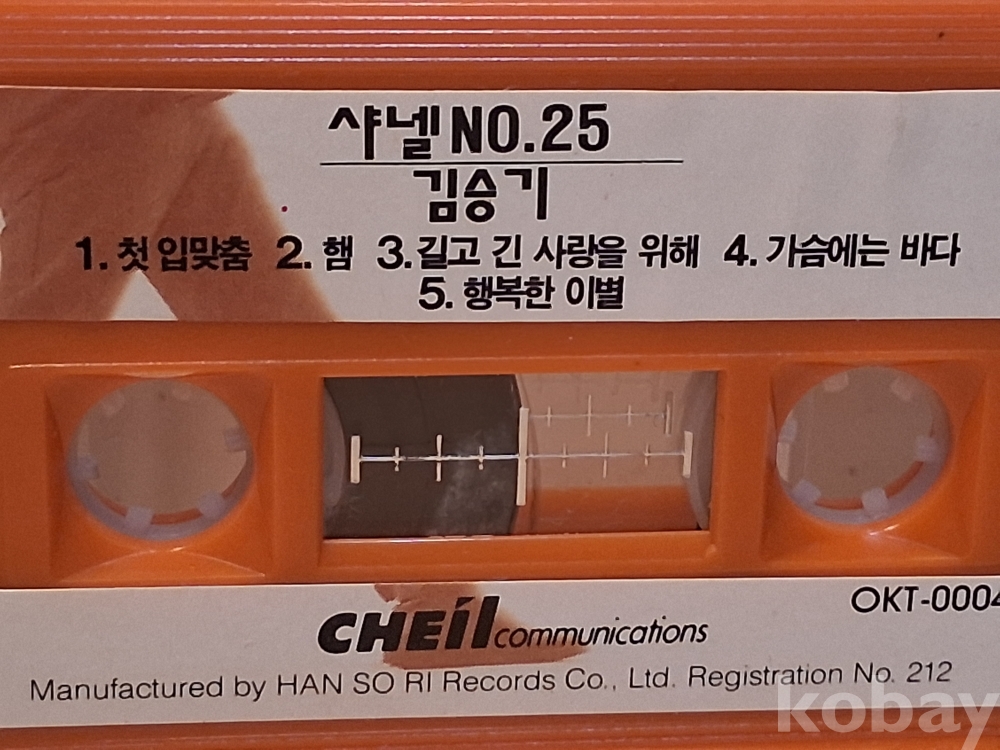 샤넬 NO.25
김승기
1. 첫 입맞춤 2. 햄 3. 길고 긴 사랑을 위해 4. 가슴에는 바다
5. 행복한 이별
CHEil communications
OKT-0004
Manufactured by HAN SO RI Records Co., Ltd. Registration No. 212
kobay